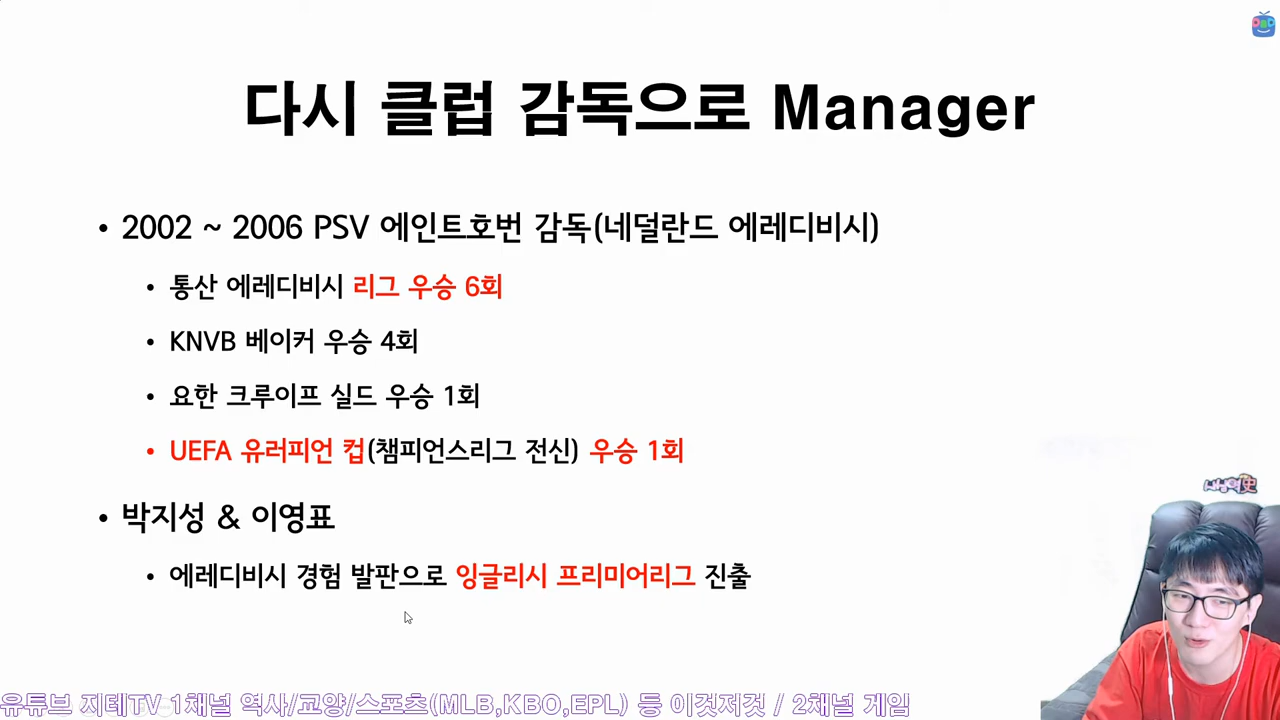 다시 클럽 감독으로 Manager
• 2002 ~ 2006 PSV 에인트호번 감독(네덜란드 에레디비시)
• 통산 에레디비시 리그 우승 6회
• KNVB 베이커 우승 4회
• 요한 크루이프 실드 우승 1회
• UEFA 유러피언 컵(챔피언스리그 전신) 우승 1회
• 박지성 & 이영표
• 에레디비시 경험 발판으로 잉글리시 프리미어리그 진출
유튜브 지테TV 1채널 역사/교양/스포츠(MLB,KBO,EPL) 등 이것저것 / 2채널 게임